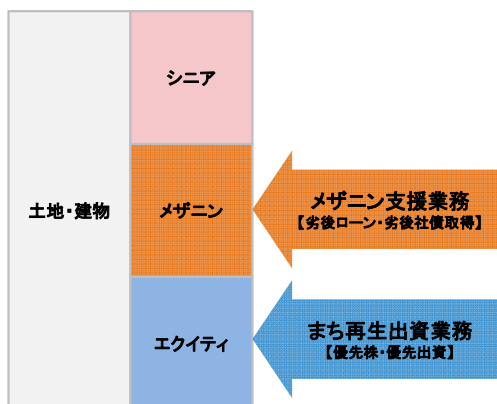 シニア
土地・建物
メザニン
メザニン支援業務
【劣後ローン・劣後社債取得】
エクイティ
まち再生出資業務
【優先株・優先出資】